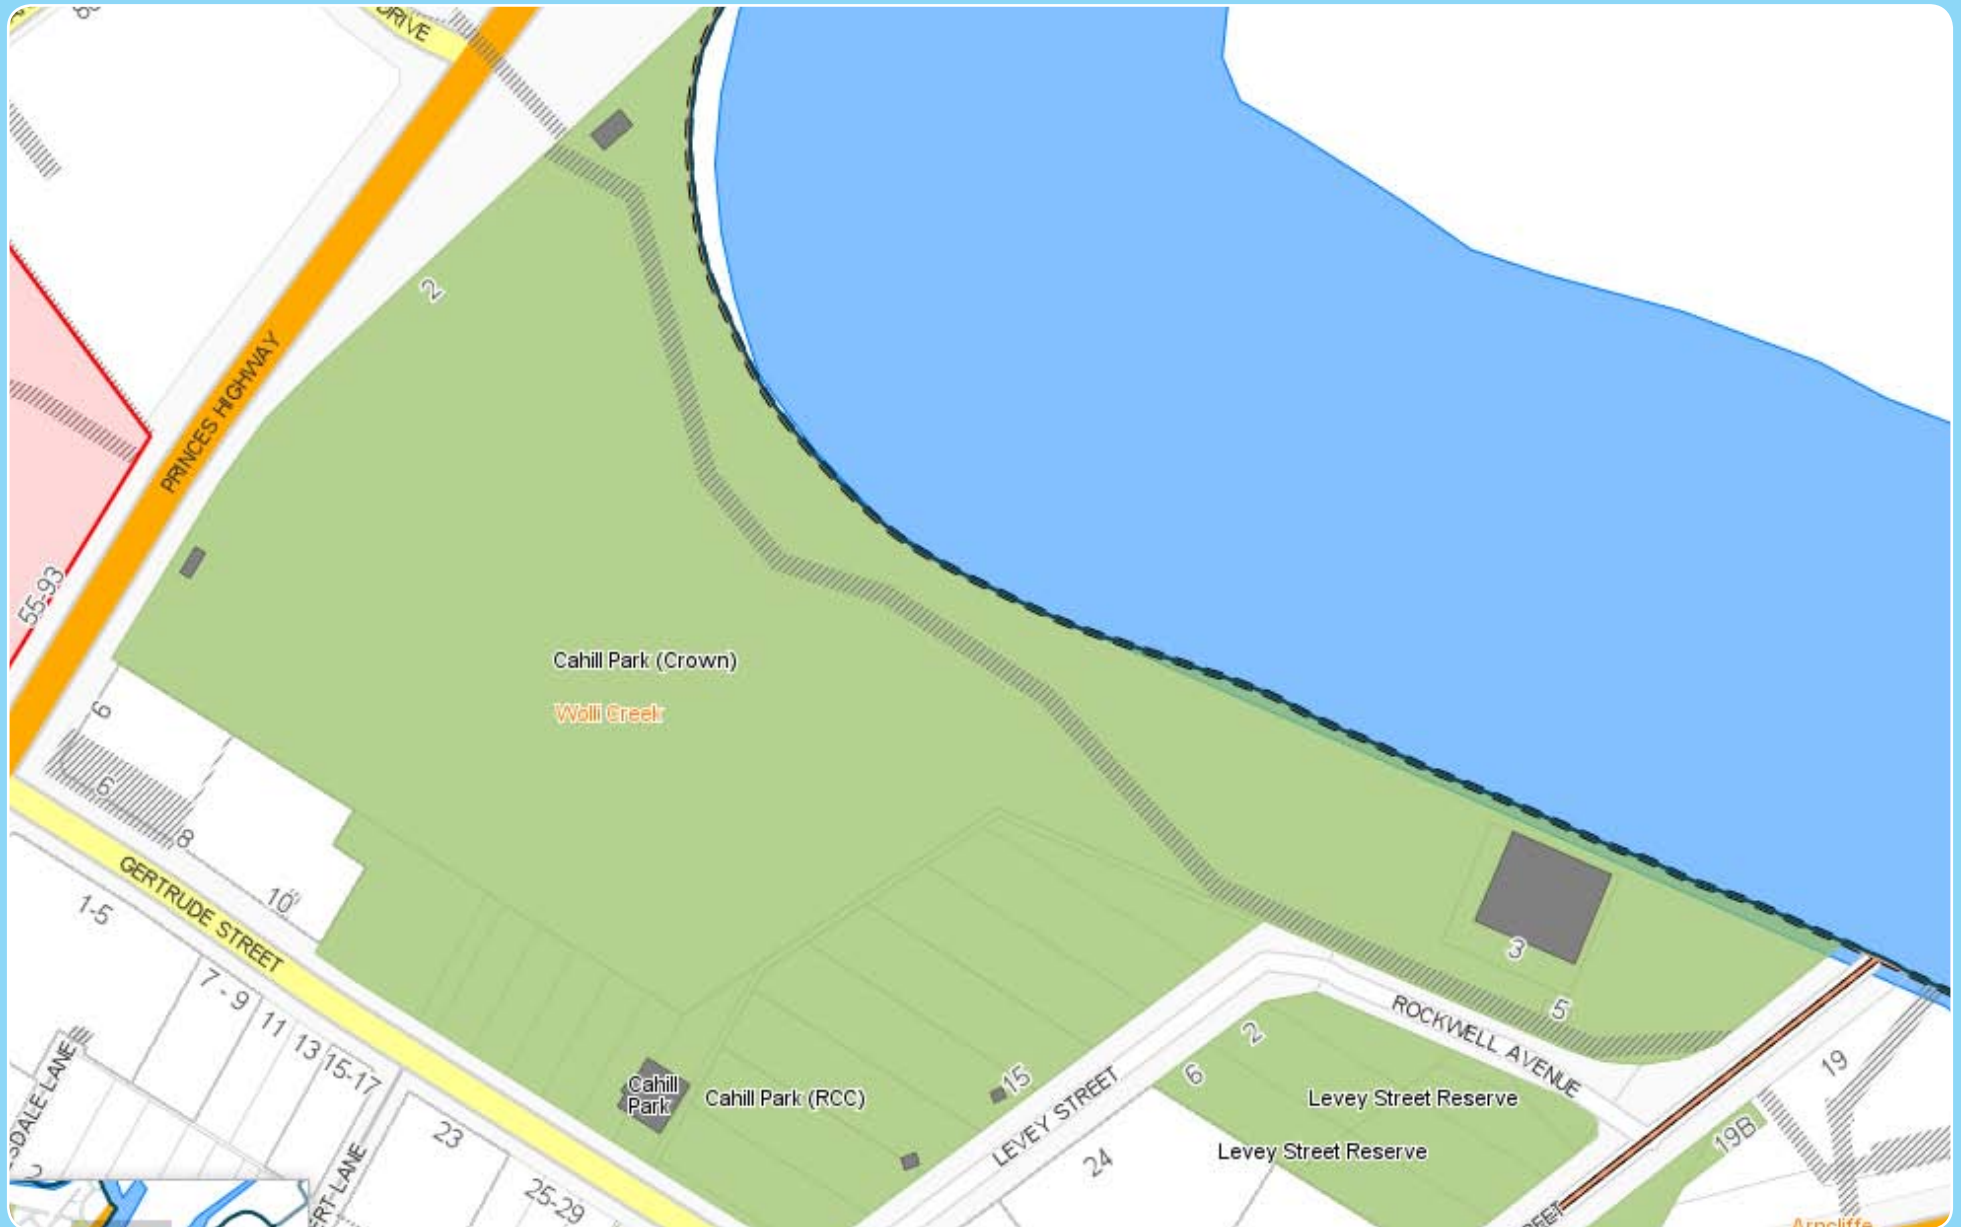 DRIVE
2
PRINCES HIGHWAY
55-93
Cahill Park (Crown)
Wolli Creek
6
6
8
10
GERTRUDE STREET
1-5
7 - 9
11
13
15-17
23
25-29
2
Cahill
Park
Cahill Park (RCC)
15
LEVEY STREET
2
6
24
3
5
ROCKWELL AVENUE
Levey Street Reserve
Levey Street Reserve
19
19B
Arncliffe